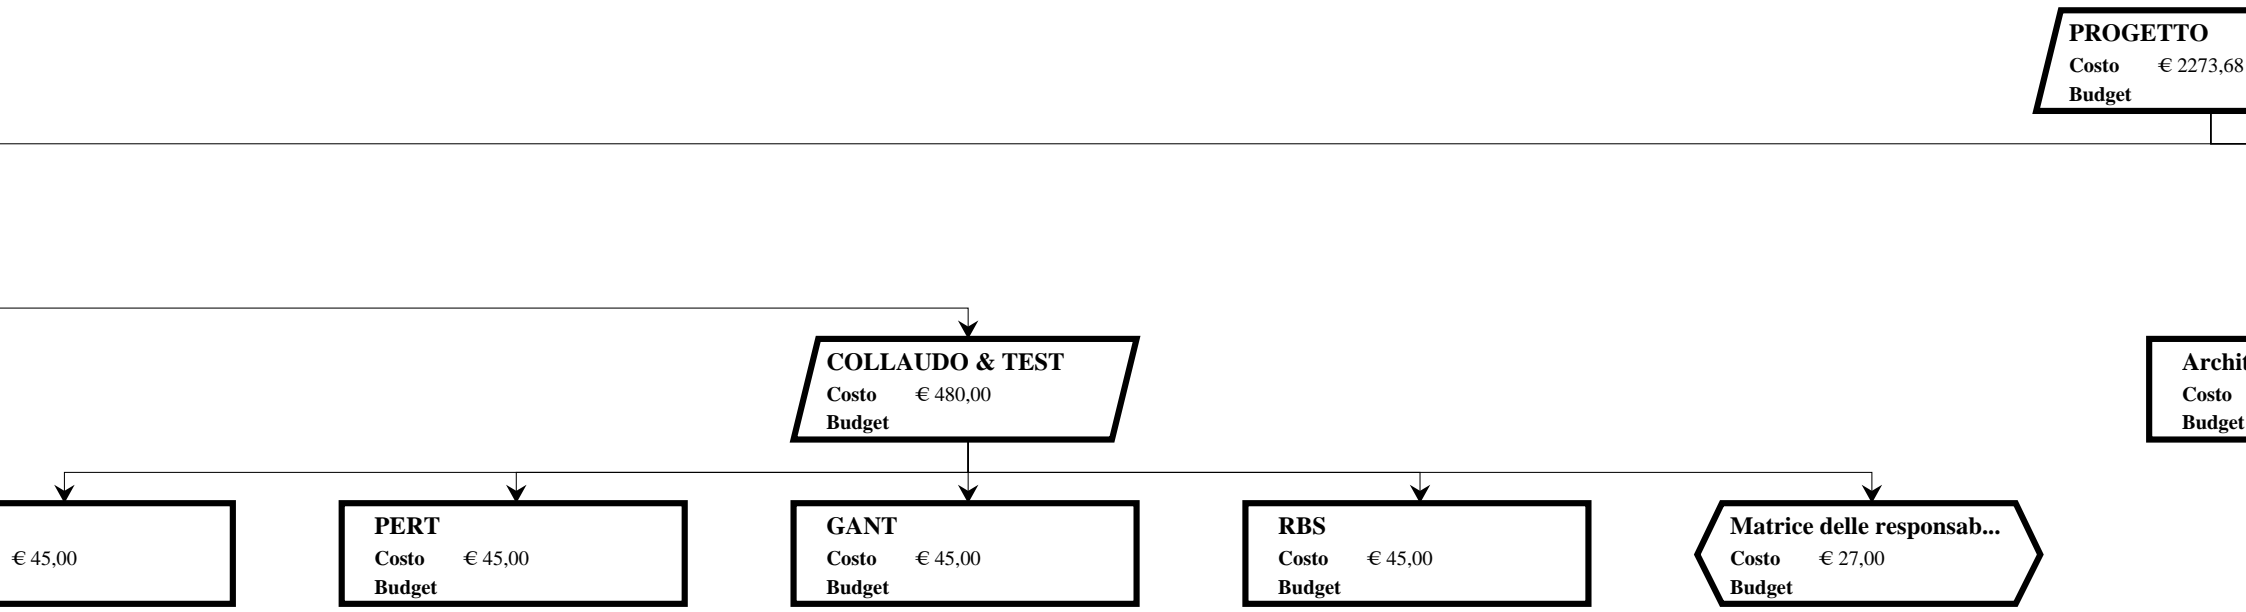 PROGETTO
Costo € 2273,68
Budget
COLLAUDO & TEST
Costo € 480,00
Budget
Archit
Costo
Budget
€ 45,00
PERT
Costo € 45,00
Budget
GANT
Costo € 45,00
Budget
RBS
Costo € 45,00
Budget
Matrice delle responsab...
Costo € 27,00
Budget